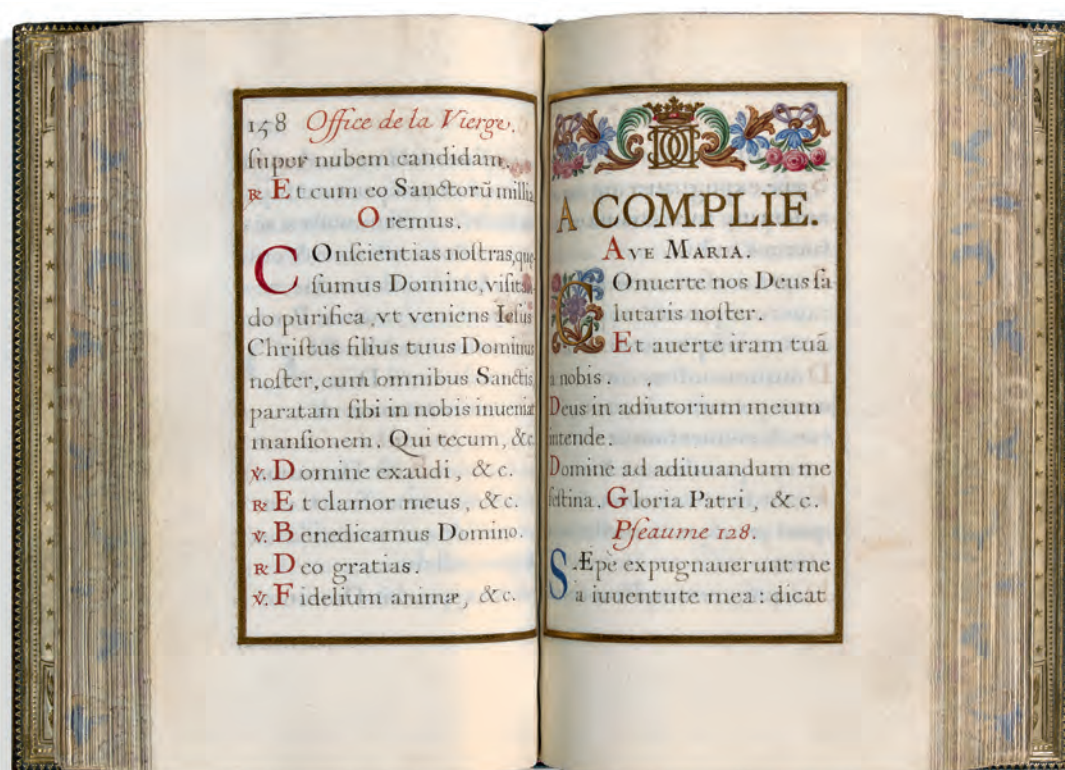 158 Office de la Vierge.
ſuper nubem candidam.
℟ Et cum eo Sanctorū millia
Oremus.
COnſcientias noſtras, que-
ſumus Domine, viſitan
do purifica, vt veniens Ieſus
Chriſtus filius tuus Dominus
noſter, cum omnibus Sanctis,
paratam ſibi in nobis inueniat
manſionem. Qui tecum, &c.
℣. Domine exaudi, &c.
℟ Et clamor meus, &c.
℣. Benedicamus Domino.
℟ Deo gratias.
℣. Fidelium animæ, &c.
A COMPLIE.
AVE MARIA.
COnuerte nos Deus ſa
lutaris noſter.
Et auerte iram tuā
a nobis.
Deus in adiutorium meum
intende.
Domine ad adiuuandum me
feſtina. Gloria Patri, &c.
Pſeaume 128.
SÆpè expugnauerunt me
a iuuentute mea: dicat